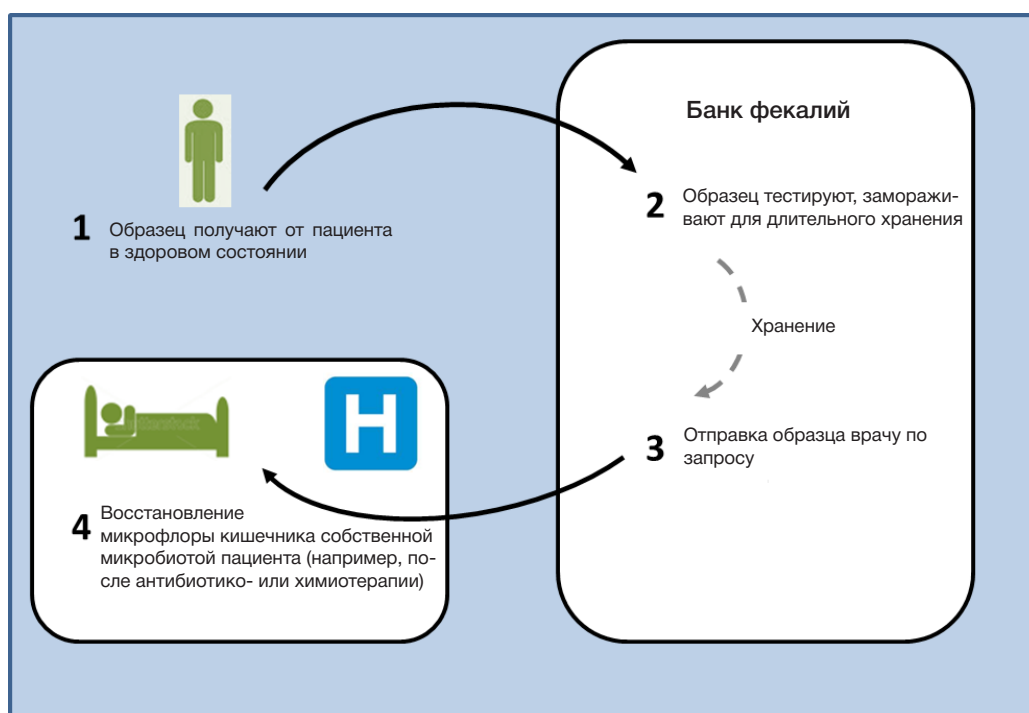 Банк фекалий
1 Образец получают от пациента
в здоровом состоянии
2 Образец тестируют, заморажи-
вают для длительного хранения
Хранение
3 Отправка образца врачу по
запросу
H
4 Восстановление
микрофлоры кишечника собственной
микробиотой пациента (например, по-
сле антибиотико- или химиотерапии)